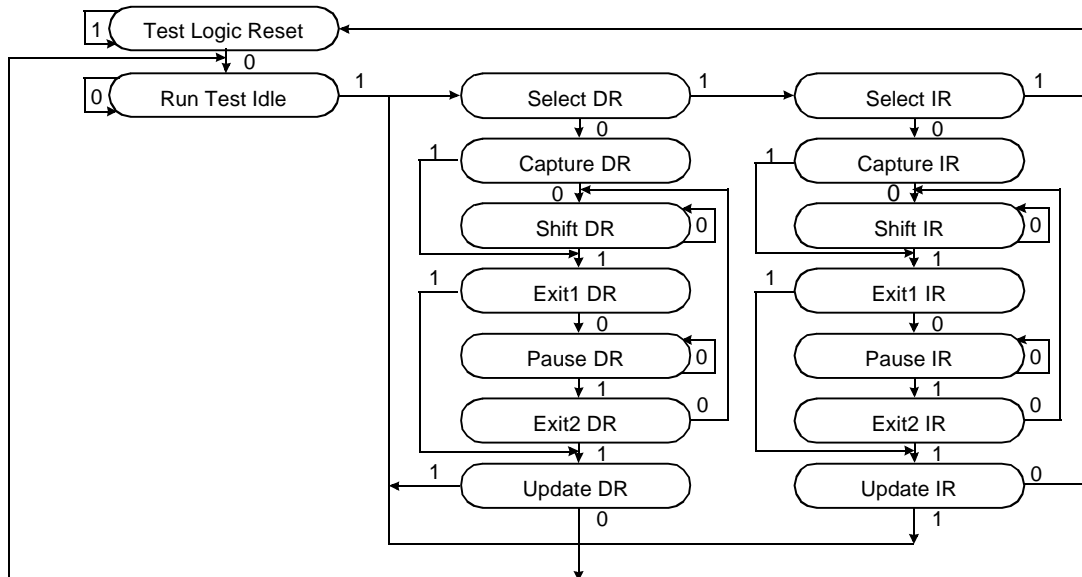 1
Test Logic Reset
0
0
Run Test Idle
1
Select DR
1
Select IR
1
0
0
1
Capture DR
1
Capture IR
0
0
Shift DR
0
Shift IR
0
1
1
1
Exit1 DR
1
Exit1 IR
0
0
Pause DR
0
Pause IR
0
1
1
Exit2 DR
0
Exit2 IR
0
1
1
1
Update DR
Update IR
0
0
1